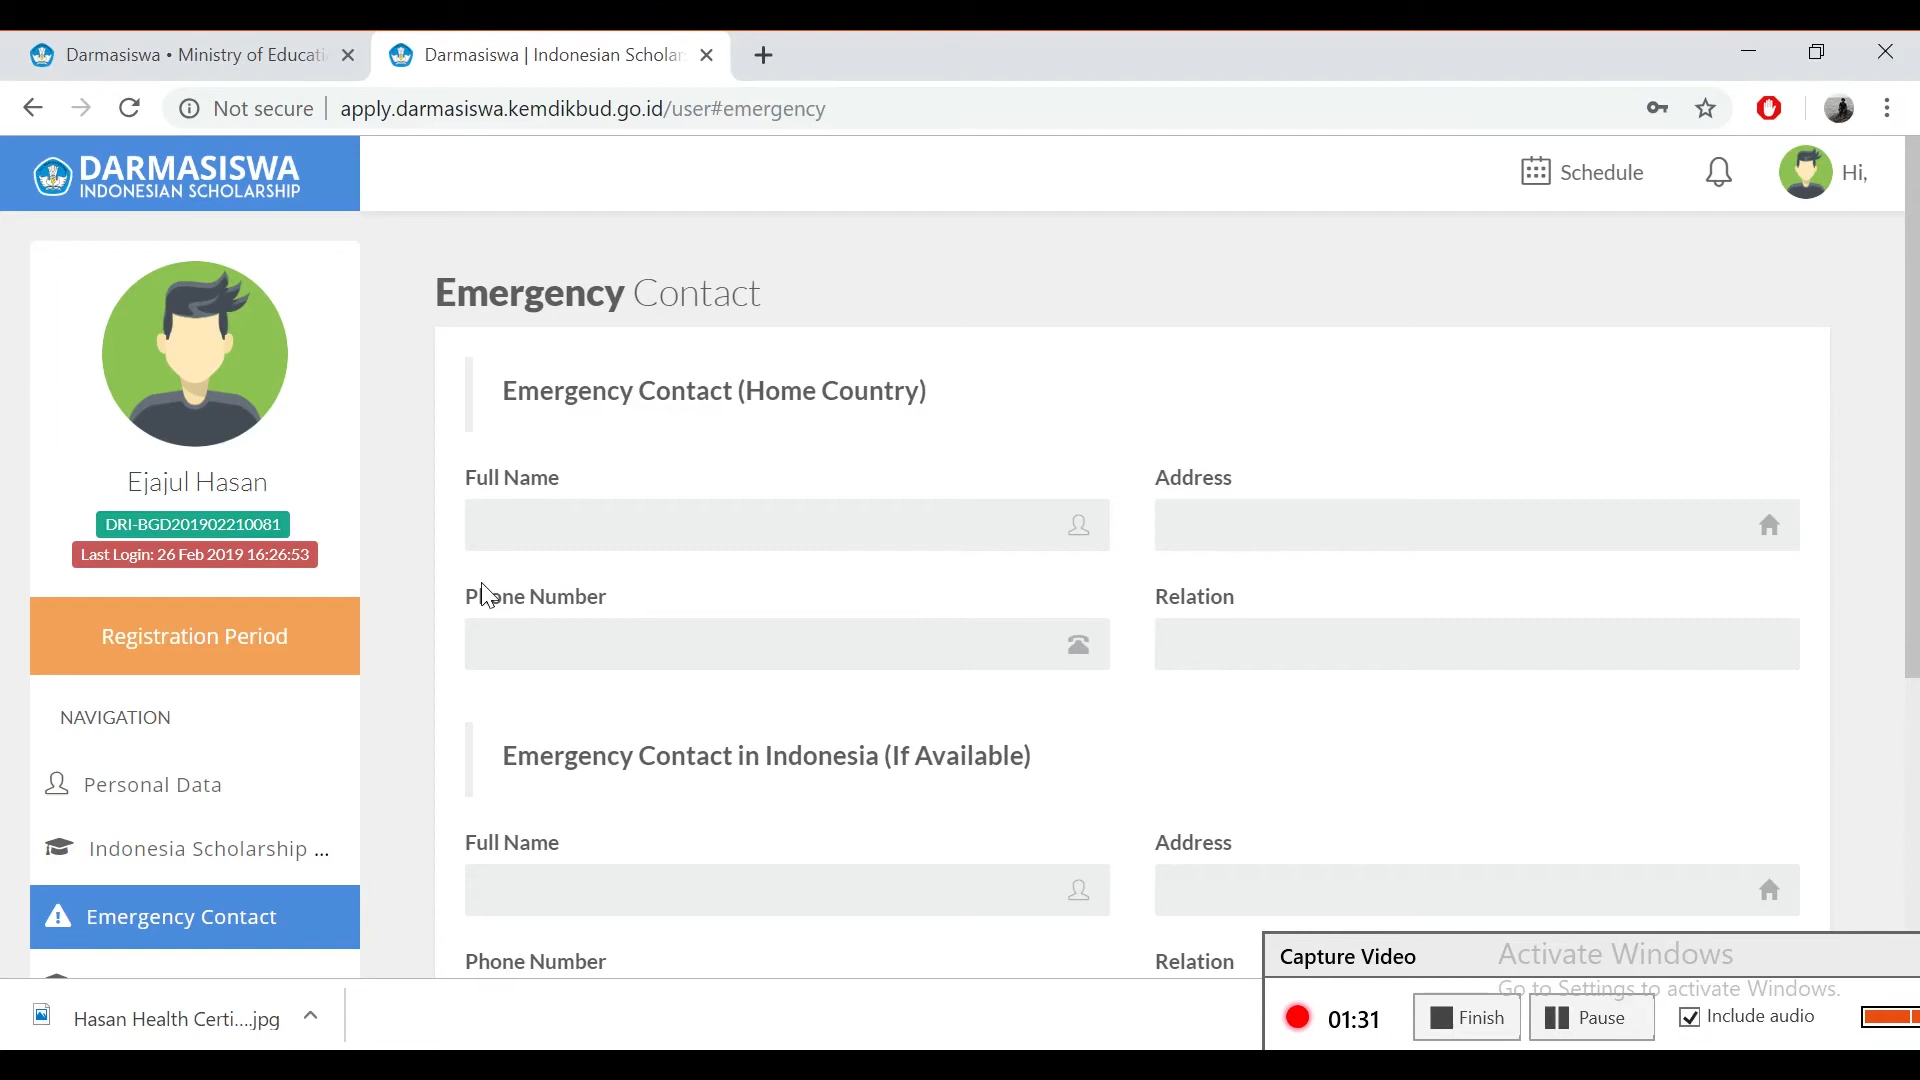 Darmasiswa • Ministry of Educati
Darmasiswa | Indonesian Scholar
Not secure | apply.darmasiswa.kemdikbud.go.id/user#emergency
DARMASISWA
INDONESIAN SCHOLARSHIP
Schedule
Hi,
Ejajul Hasan
DRI-BGD201902210081
Last Login: 26 Feb 2019 16:26:53
Registration Period
NAVIGATION
Personal Data
Indonesia Scholarship ...
Emergency Contact
Emergency Contact
Emergency Contact (Home Country)
Full Name
Address
Phone Number
Relation
Emergency Contact in Indonesia (If Available)
Full Name
Address
Phone Number
Relation
Capture Video
Activate Windows
Go to Settings to activate Windows.
01:31
Finish
Pause
Include audio
Hasan Health Certi....jpg